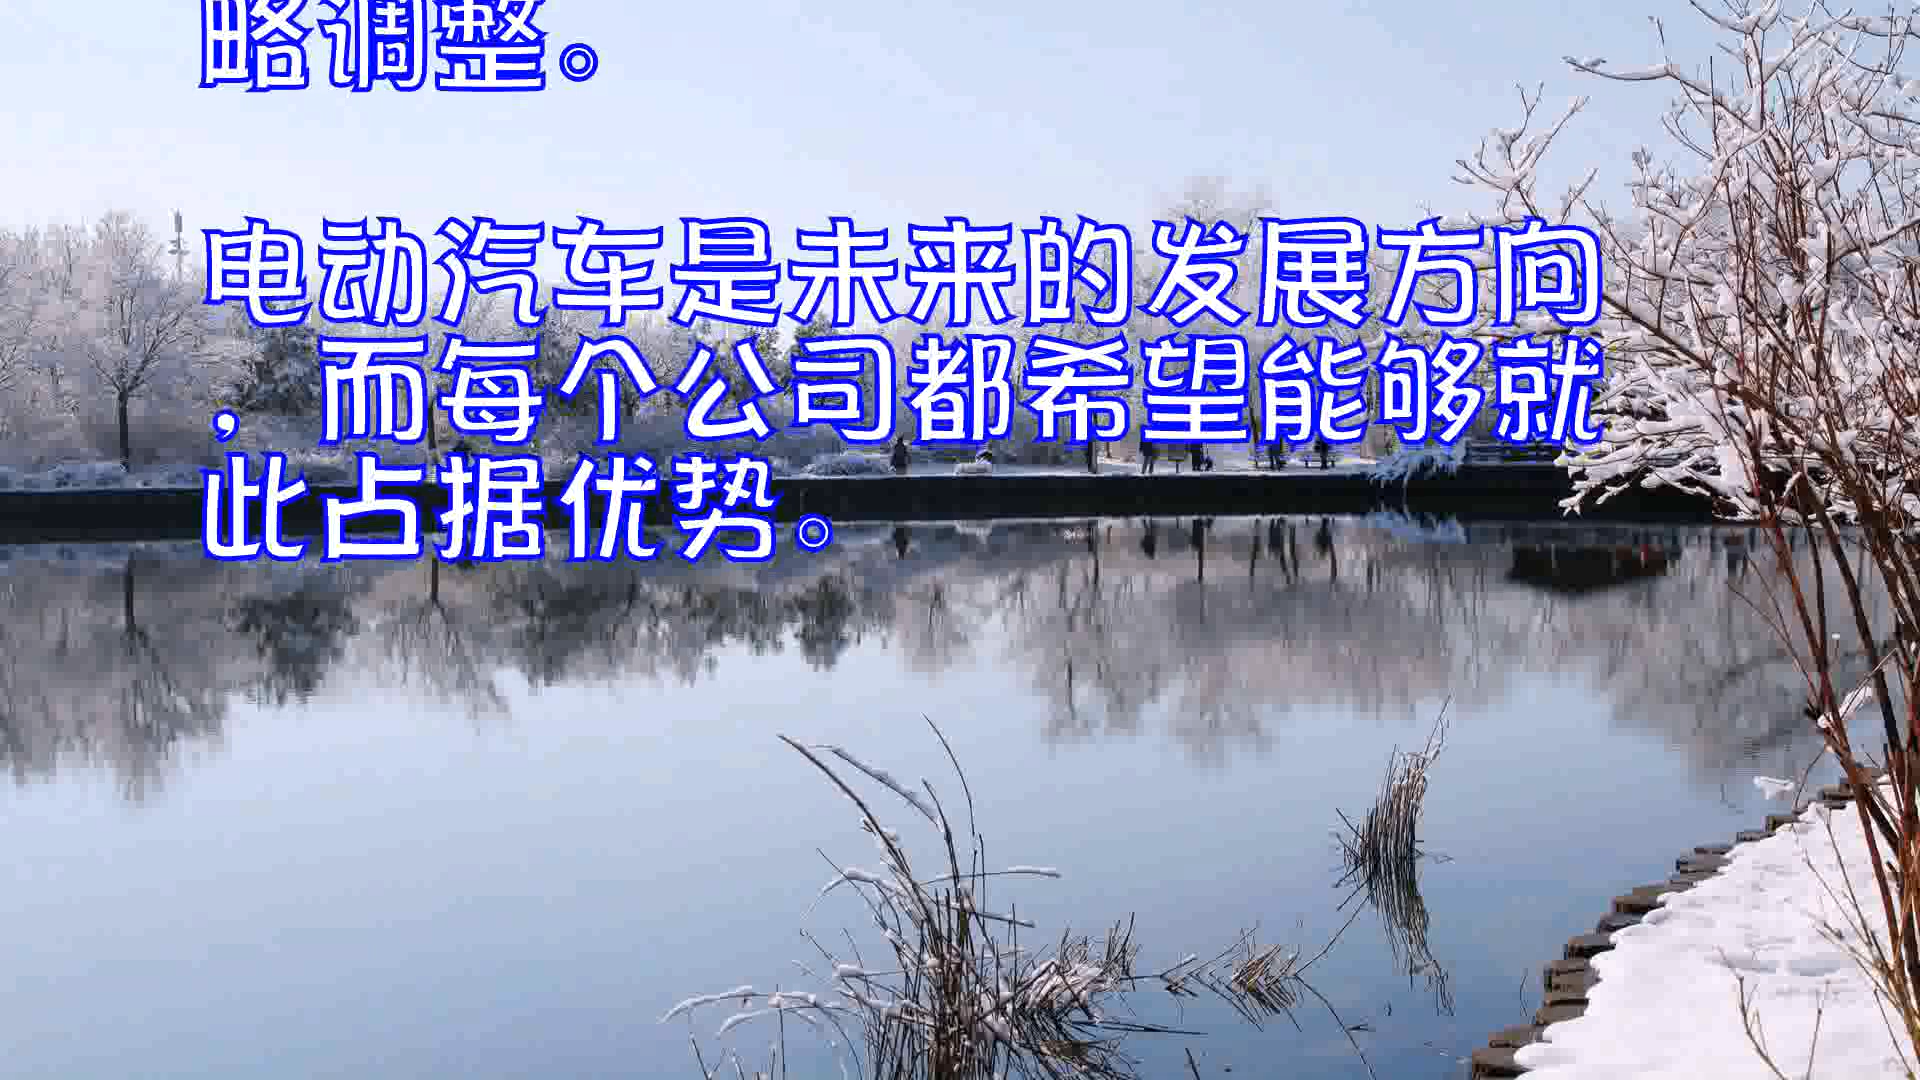 略调整。
电动汽车是未来的发展方向
，而每个公司都希望能够就
此占据优势。